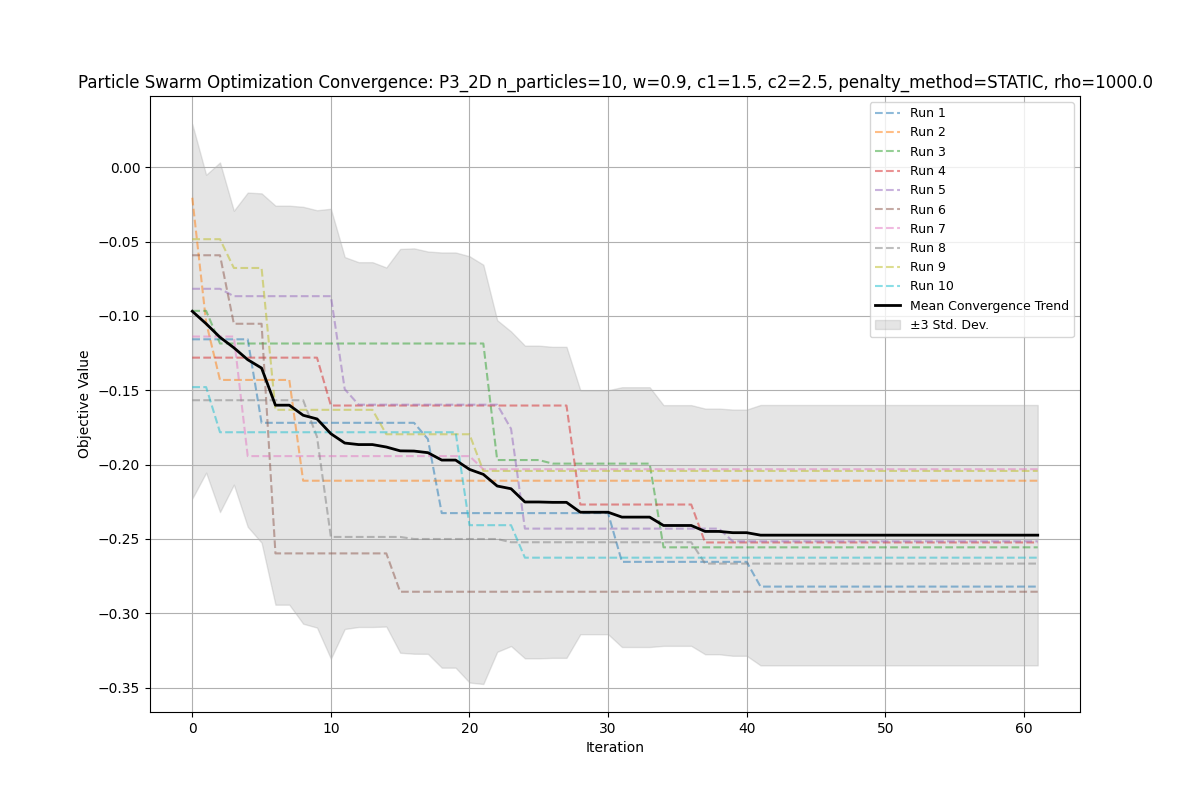 Particle Swarm Optimization Convergence: P3_2D n_particles=10, w=0.9, c1=1.5, c2=2.5, penalty_method=STATIC, rho=1000.0
Run 1
Run 2
Run 3
Run 4
Run 5
Run 6
Run 7
Run 8
Run 9
Run 10
Mean Convergence Trend
±3 Std. Dev.
Objective Value
0.00
−0.05
−0.10
−0.15
−0.20
−0.25
−0.30
−0.35
0 10 20 30 40 50 60
Iteration